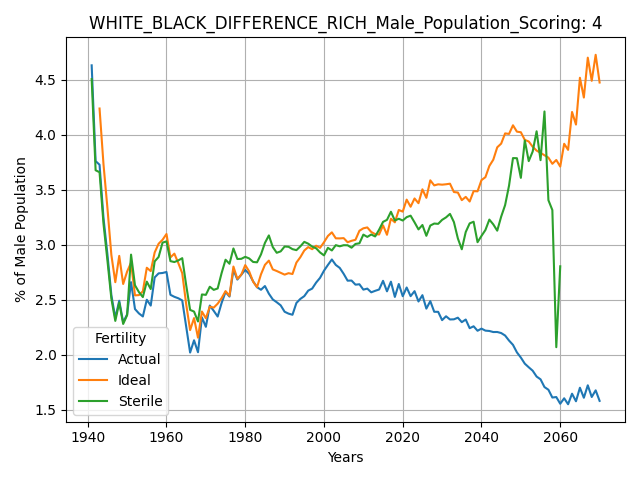 WHITE_BLACK_DIFFERENCE_RICH_Male_Population_Scoring: 4
% of Male Population
4.5
4.0
3.5
3.0
2.5
2.0
1.5
Fertility
Actual
Ideal
Sterile
1940 1960 1980 2000 2020 2040 2060
Years